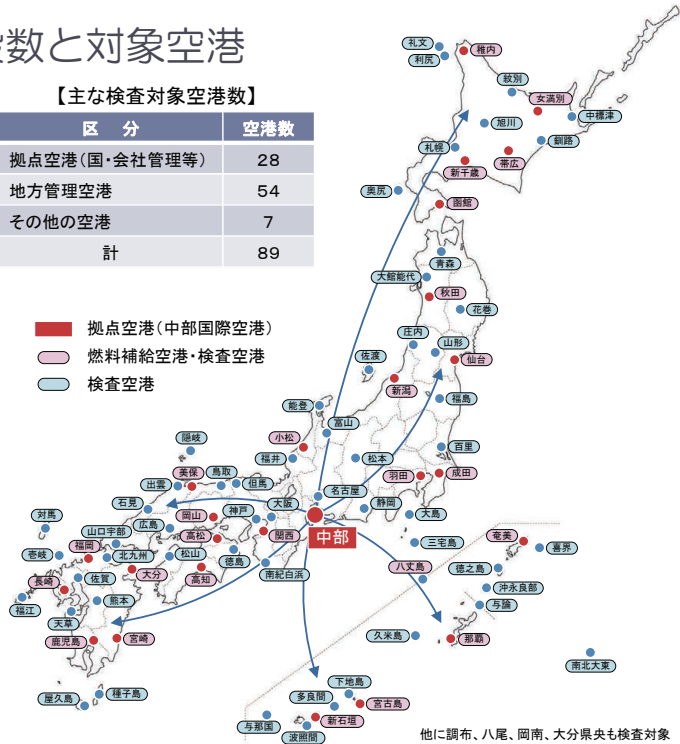 設数と対象空港
【主な検査対象空港数】
区 分 空港数
拠点空港(国・会社管理等) 28
地方管理空港 54
その他の空港 7
計 89
拠点空港(中部国際空港)
燃料補給空港・検査空港
検査空港
礼文
稚内
利尻
紋別
女満別
旭川
中標津
札幌
釧路
新千歳
帯広
奥尻
函館
青森
大館能代
秋田
花巻
庄内
山形
佐渡
仙台
新潟
福島
能登
富山
小松
隠岐
福井
松本
百里
美保
鳥取
出雲
但馬
羽田
成田
石見
大阪
名古屋
静岡
対馬
岡山
神戸
大島
広島
山口宇部
高松
関西
中部
三宅島
奄美
喜界
福岡
壱岐
北九州
松山
徳島
八丈島
徳之島
長崎
佐賀
大分
高知
南紀白浜
沖永良部
福江
熊本
与論
天草
鹿児島
宮崎
久米島
那覇
南北大東
屋久島
種子島
下地島
多良間
宮古島
与那国
新石垣
波照間
他に調布、八尾、岡南、大分県央も検査対象